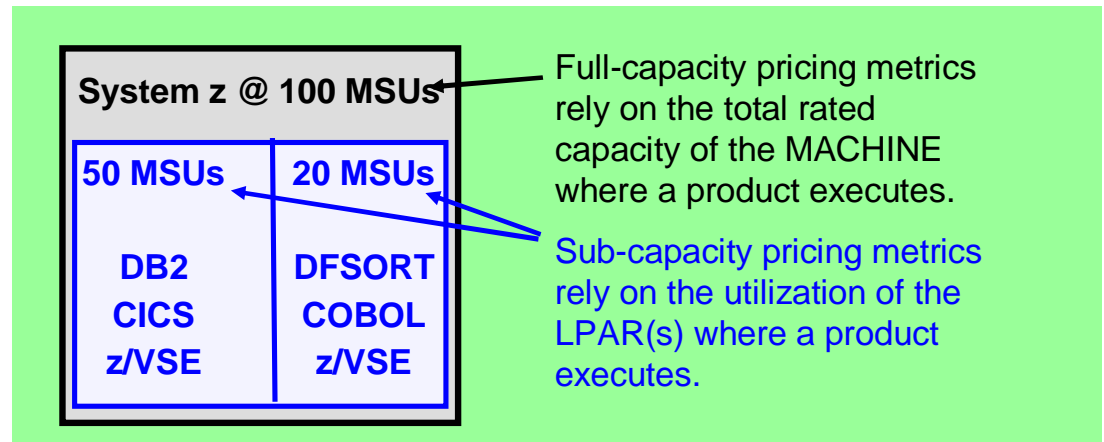 System z @ 100 MSUs
50 MSUs
DB2
CICS
z/VSE
20 MSUs
DFSORT
COBOL
z/VSE
Full-capacity pricing metrics
rely on the total rated
capacity of the MACHINE
where a product executes.
Sub-capacity pricing metrics
rely on the utilization of the
LPAR(s) where a product
executes.